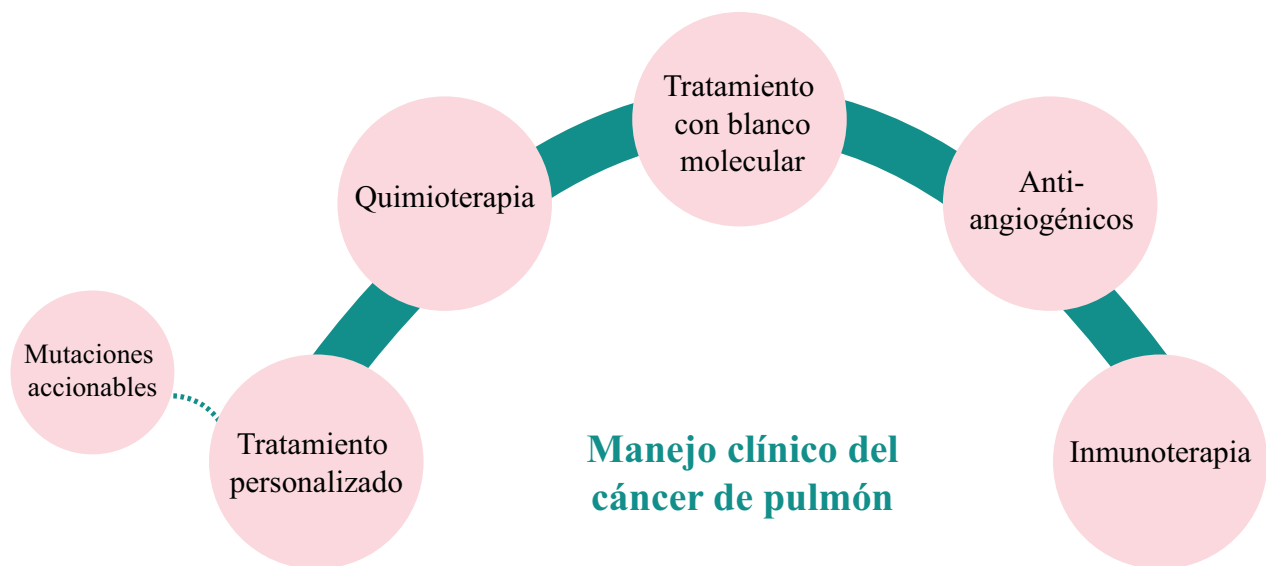 Mutaciones
accionables
Tratamiento
personalizado
Quimioterapia
Tratamiento
con blanco
molecular
Anti-
angiogénicos
Inmunoterapia
Manejo clínico del
cáncer de pulmón